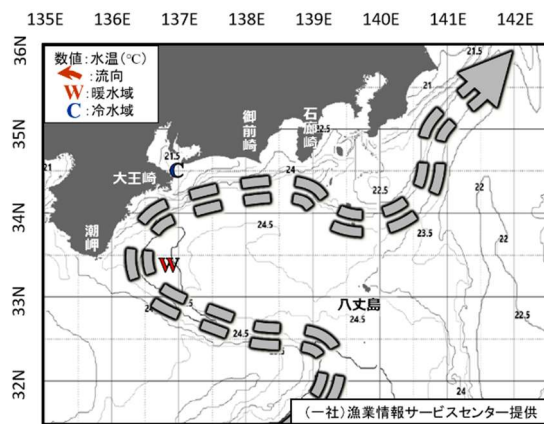 135E 136E 137E 138E 139E 140E 141E 142E
36N
数値:水温(℃)
:流向
W:暖水域
C:冷水域
21.5
21
35N
御前崎
石廊崎
22.5
21.5
C
21
大王崎
24
22.5
22
34N
潮岬
24.5
23.5
22
W
33N
八丈島
24.5
22.5
24.5
32N
24
(一社)漁業情報サービスセンター提供